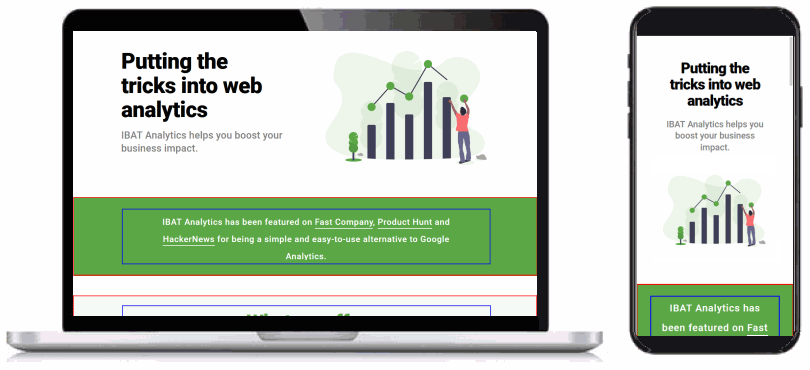 Putting the
tricks into web
analytics
IBAT Analytics helps you boost your
business impact.
IBAT Analytics has been featured on Fast Company, Product Hunt and
HackerNews for being a simple and easy-to-use alternative to Google
Analytics.
Putting the
tricks into web
analytics
IBAT Analytics helps you
boost your business
impact.
IBAT Analytics has
been featured on Fast